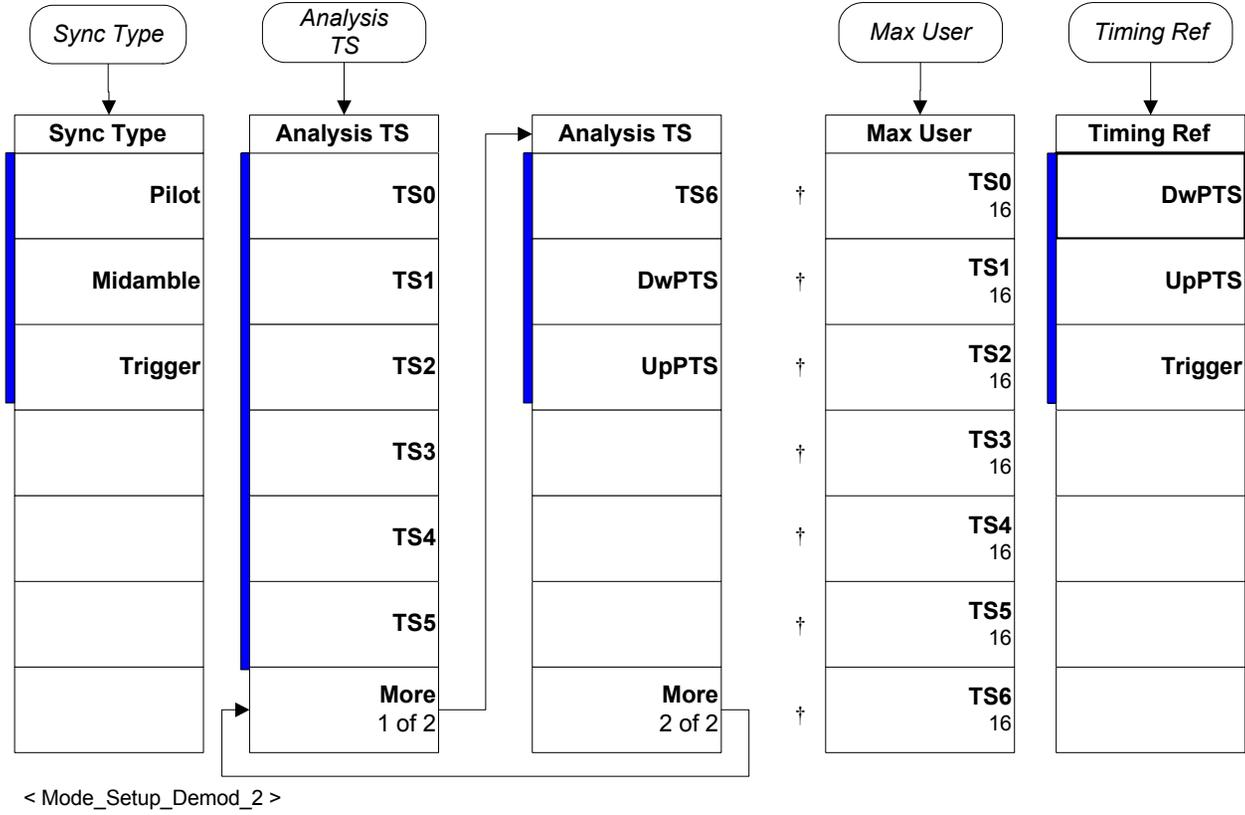 Sync Type
Analysis
TS
Max User
Timing Ref
Sync Type
Pilot
Midamble
Trigger
Analysis TS
TS0
TS1
TS2
TS3
TS4
TS5
More
1 of 2
Analysis TS
TS6
DwPTS
UpPTS
More
2 of 2
Max User
† TS0
16
† TS1
16
† TS2
16
† TS3
16
† TS4
16
† TS5
16
† TS6
16
Timing Ref
DwPTS
UpPTS
Trigger
< Mode_Setup_Demod_2 >